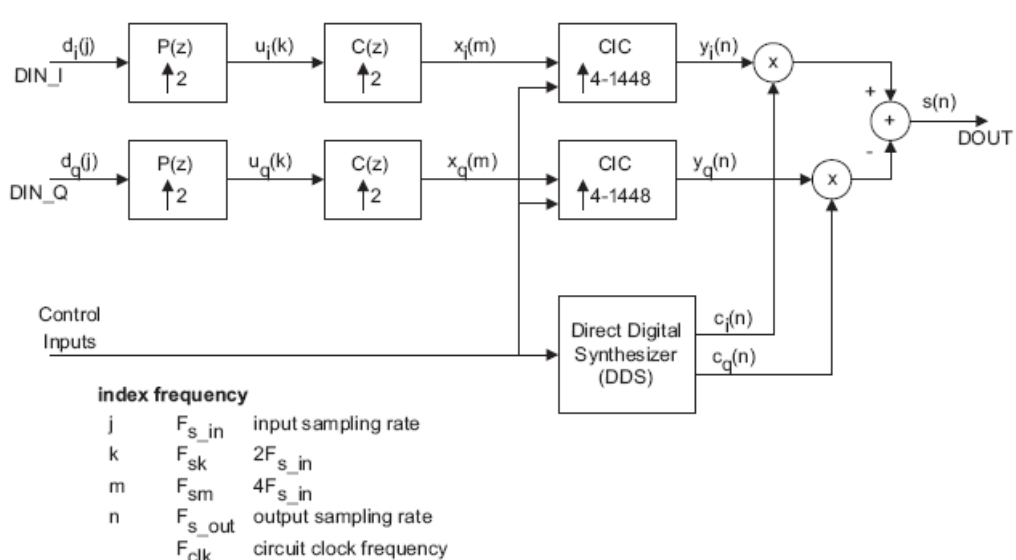 d_i(j)
DIN_I
P(z)
↑2
u_i(k)
C(z)
↑2
x_i(m)
CIC
↑4-1448
y_i(n)
x
+
+
-
s(n)
DOUT
d_q(j)
DIN_Q
P(z)
↑2
u_q(k)
C(z)
↑2
x_q(m)
CIC
↑4-1448
y_q(n)
x
Control
Inputs
Direct Digital
Synthesizer
(DDS)
c_i(n)
c_q(n)
index frequency
j F_s_in input sampling rate
k F_sk 2F_s_in
m F_sm 4F_s_in
n F_s_out output sampling rate
F_clk circuit clock frequency